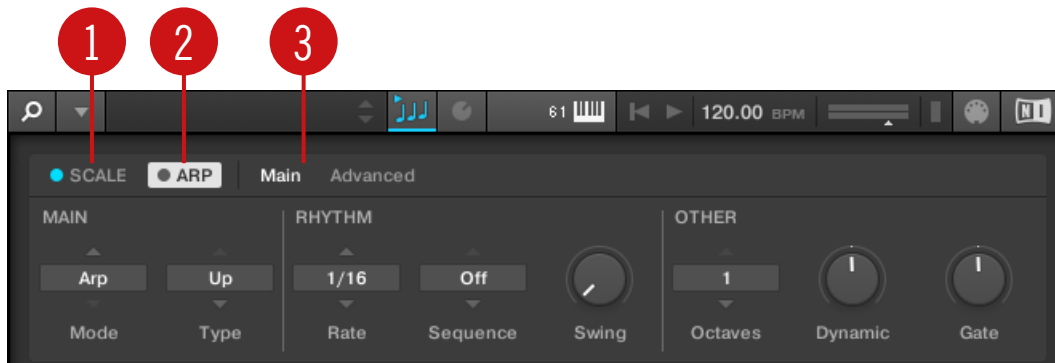 1 2 3
61 120.00 BPM NI
SCALE ARP Main Advanced
MAIN RHYTHM OTHER
Arp Up 1/16 Off 1
Mode Type Rate Sequence Swing Octaves Dynamic Gate